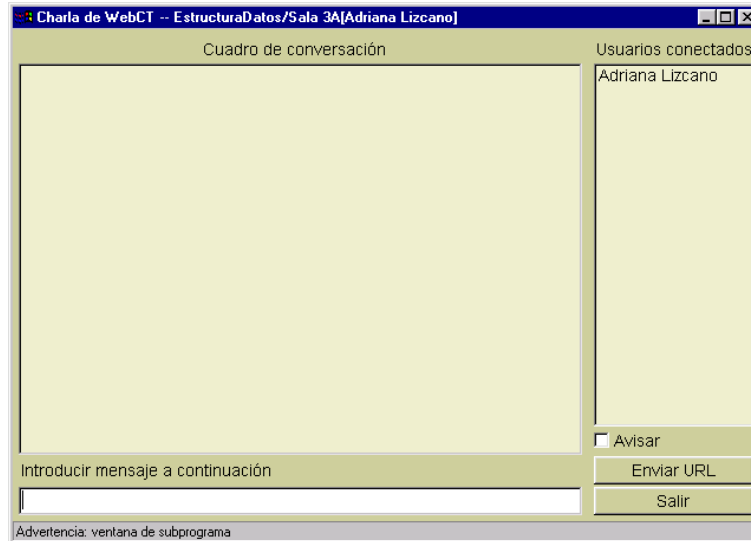 Charla de WebCT -- EstructuraDatos/Sala 3A[Adriana Lizcano]
Cuadro de conversación
Usuarios conectados
Adriana Lizcano
Avisar
Introducir mensaje a continuación
Enviar URL
Salir
Advertencia: ventana de subprograma